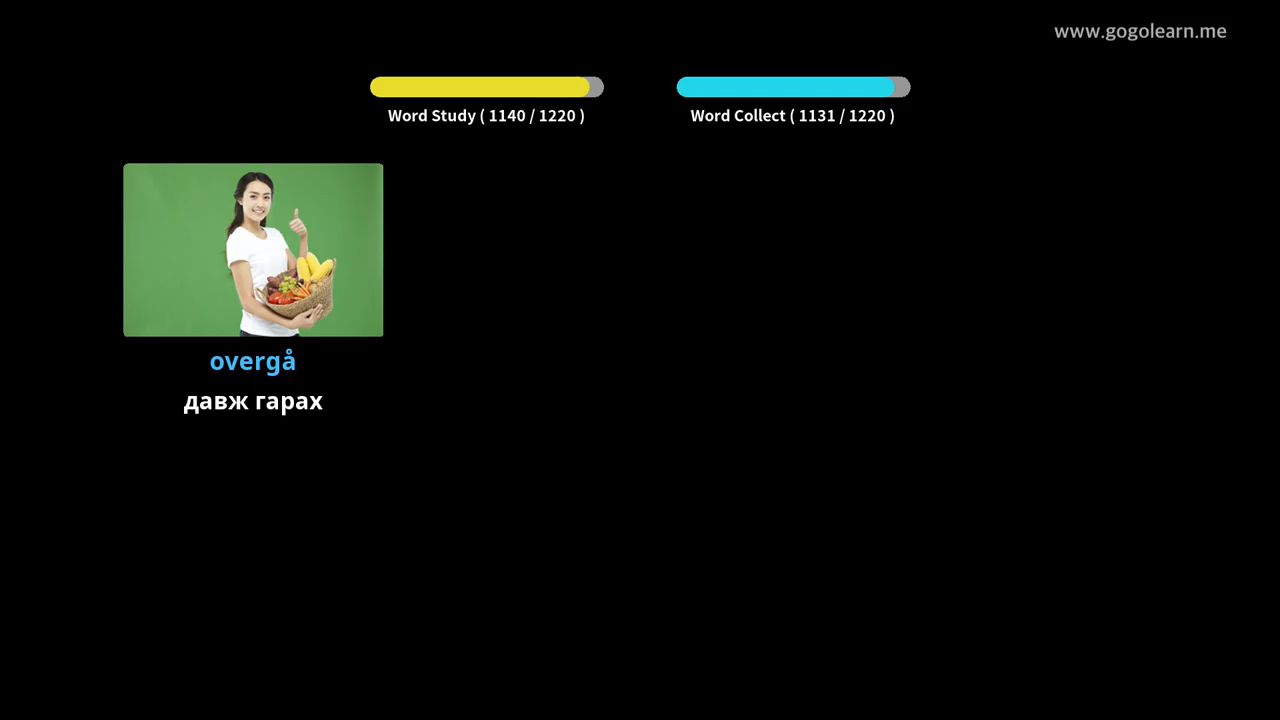 www.gogolearn.me
Word Study ( 1140 / 1220 )
Word Collect ( 1131 / 1220 )
overgå
давж гарах